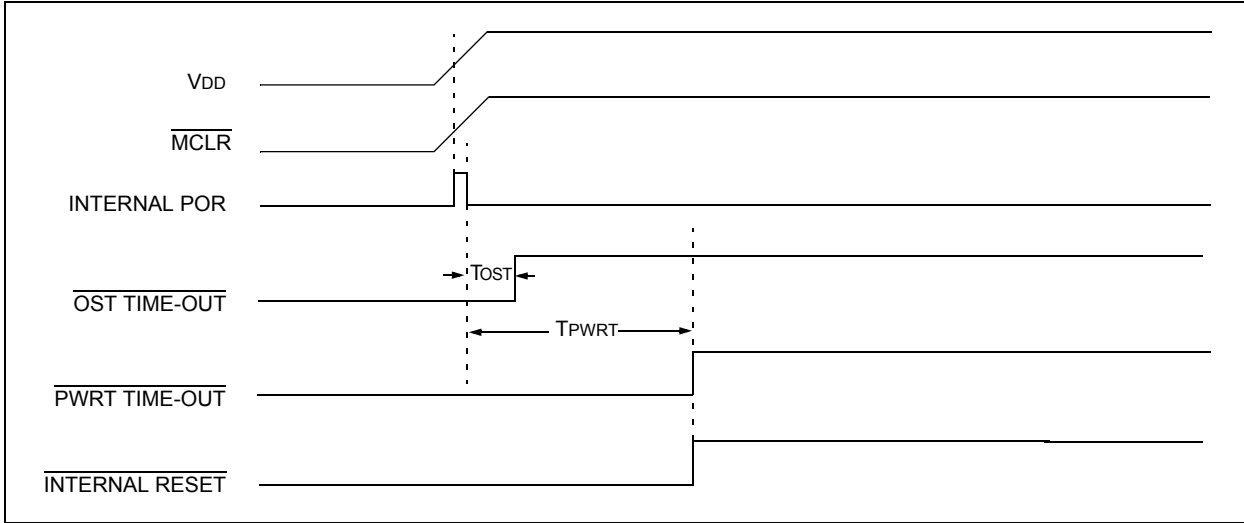 VDD
MCLR
INTERNAL POR
TOST
OST TIME-OUT
TPWRT
PWRT TIME-OUT
INTERNAL RESET